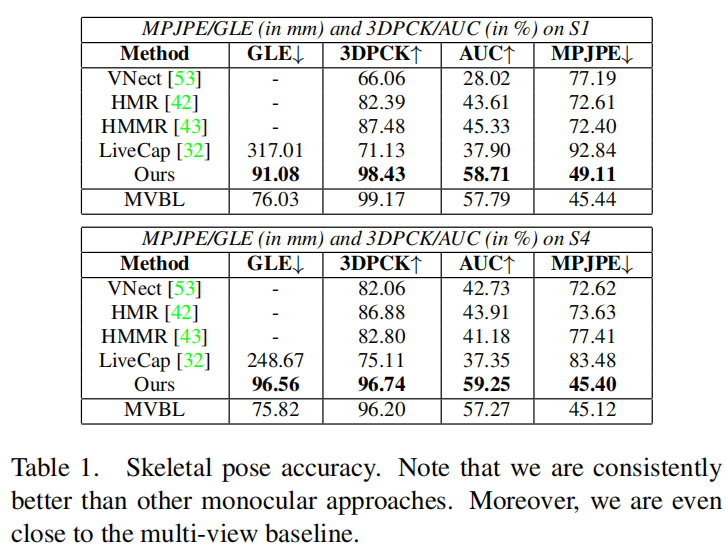 MPJPE/GLE (in mm) and 3DPCK/AUC (in %) on S1
Method GLE↓ 3DPCK↑ AUC↑ MPJPE↓
VNect [53] - 66.06 28.02 77.19
HMR [42] - 82.39 43.61 72.61
HMMR [43] - 87.48 45.33 72.40
LiveCap [32] 317.01 71.13 37.90 92.84
Ours 91.08 98.43 58.71 49.11
MVBL 76.03 99.17 57.79 45.44
MPJPE/GLE (in mm) and 3DPCK/AUC (in %) on S4
Method GLE↓ 3DPCK↑ AUC↑ MPJPE↓
VNect [53] - 82.06 42.73 72.62
HMR [42] - 86.88 43.91 73.63
HMMR [43] - 82.80 41.18 77.41
LiveCap [32] 248.67 75.11 37.35 83.48
Ours 96.56 96.74 59.25 45.40
MVBL 75.82 96.20 57.27 45.12
Table 1. Skeletal pose accuracy. Note that we are consistently
better than other monocular approaches. Moreover, we are even
close to the multi-view baseline.